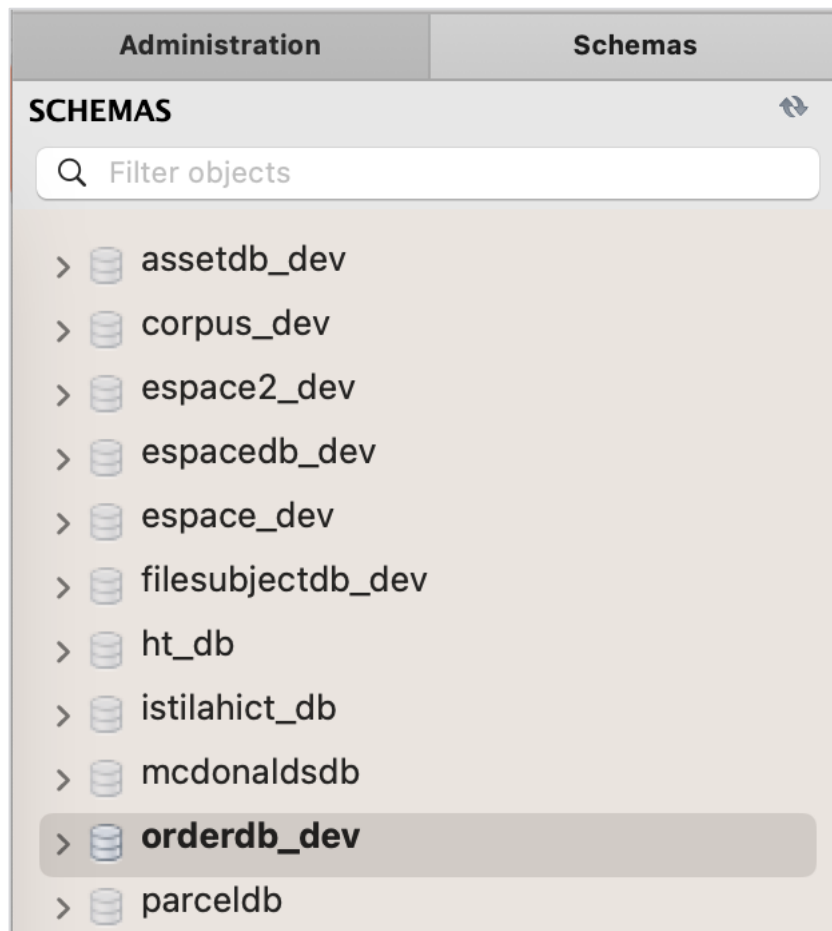 Administration Schemas
SCHEMAS
Filter objects
assetdb_dev
corpus_dev
espace2_dev
espacedb_dev
espace_dev
filesubjectdb_dev
ht_db
istilahict_db
mcdonaldsdb
orderdb_dev
parceldb